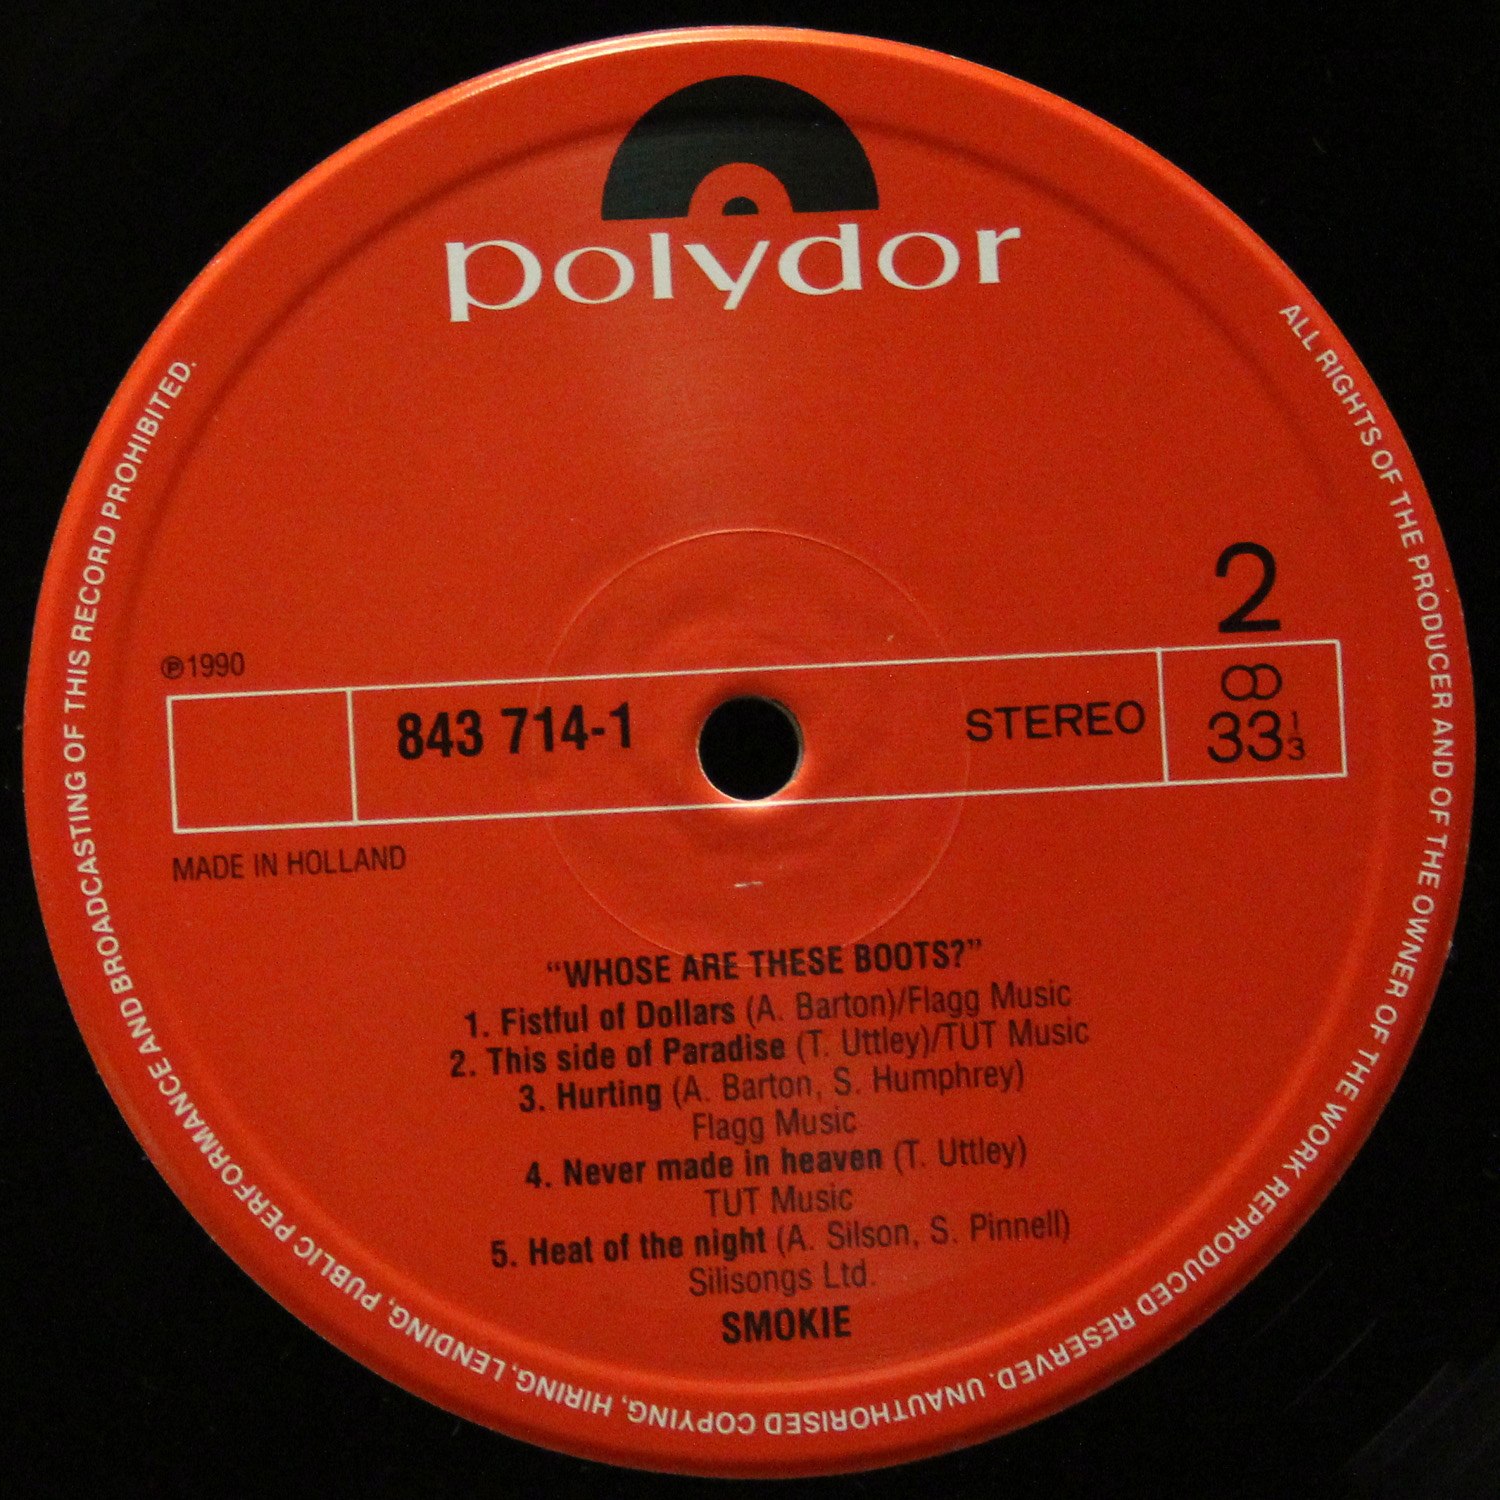 polydor
2
℗1990
843 714-1
STEREO
∞
33 1/3
MADE IN HOLLAND
“WHOSE ARE THESE BOOTS?”
1. Fistful of Dollars (A. Barton)/Flagg Music
2. This side of Paradise (T. Uttley)/TUT Music
3. Hurting (A. Barton, S. Humphrey)
Flagg Music
4. Never made in heaven (T. Uttley)
TUT Music
5. Heat of the night (A. Silson, S. Pinnell)
Silisongs Ltd.
SMOKIE
ALL RIGHTS OF THE PRODUCER AND OF THE OWNER OF THE WORK REPRODUCED RESERVED. UNAUTHORISED COPYING, HIRING, LENDING, PUBLIC PERFORMANCE AND BROADCASTING OF THIS RECORD PROHIBITED.